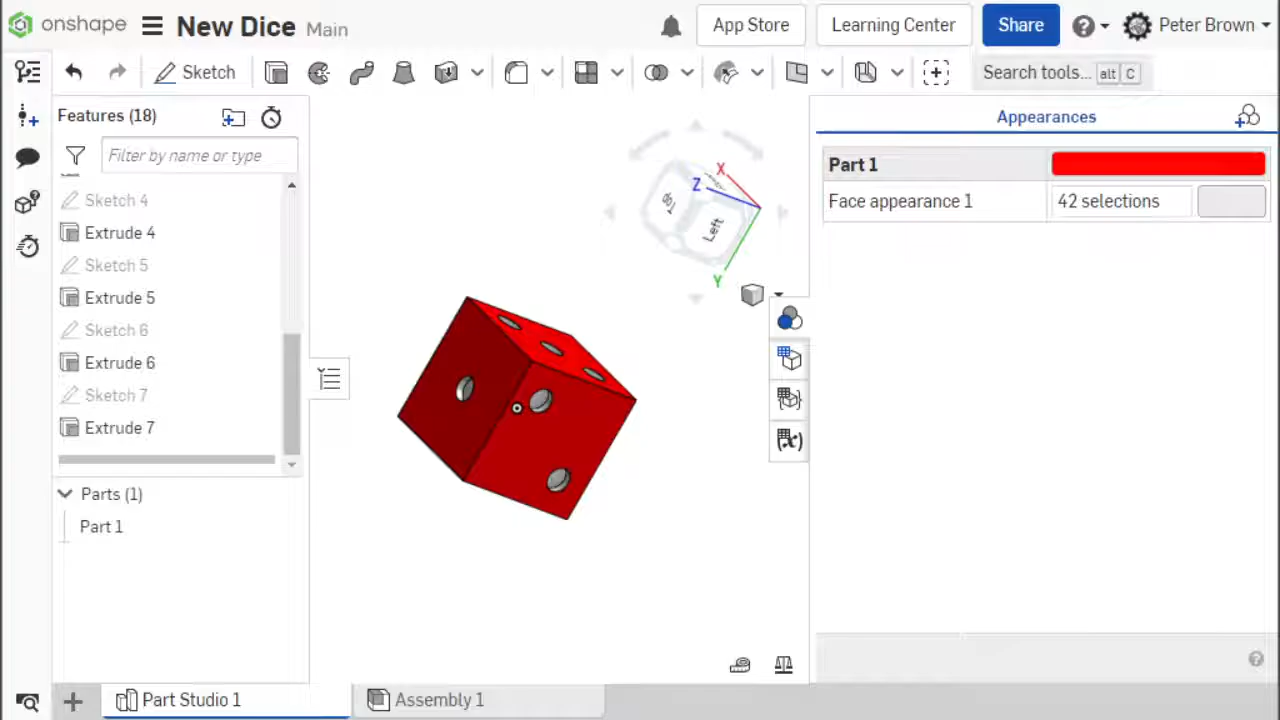 onshape New Dice Main App Store Learning Center Share Peter Brown
Sketch Search tools... alt C
Features (18)
Filter by name or type
Sketch 4
Extrude 4
Sketch 5
Extrude 5
Sketch 6
Extrude 6
Sketch 7
Extrude 7
Parts (1)
Part 1
X
Z
Top
Left
Y
Appearances
Part 1
Face appearance 1 42 selections
Part Studio 1 Assembly 1